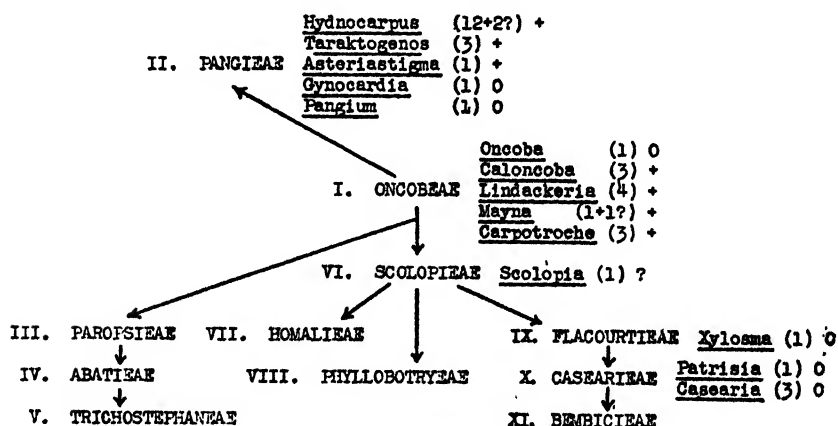 Hydnocarpus (12+2?) +
Taraktogenos (3) +
II. PANGIEAE Asteriastigma (1) +
Gynocardia (1) 0
Pangium (1) 0
Oncoba (1) 0
Caloncoba (3) +
I. ONCOBEAE Lindackeria (4) +
Mayna (1+1?) +
Carpotroche (3) +
VI. SCOLOPIEAE Scolopia (1) ?
III. PAROPSIEAE VII. HOMALIEAE IX. FLACOURTIEAE Xylosma (1) 0
IV. ABATIEAE VIII. PHYLLOBOTRYEAE X. CASEARIEAE Patrisia (1) 0
Casearia (3) 0
V. TRICHOSTEPHANEAE XI. BEMBICIEAE